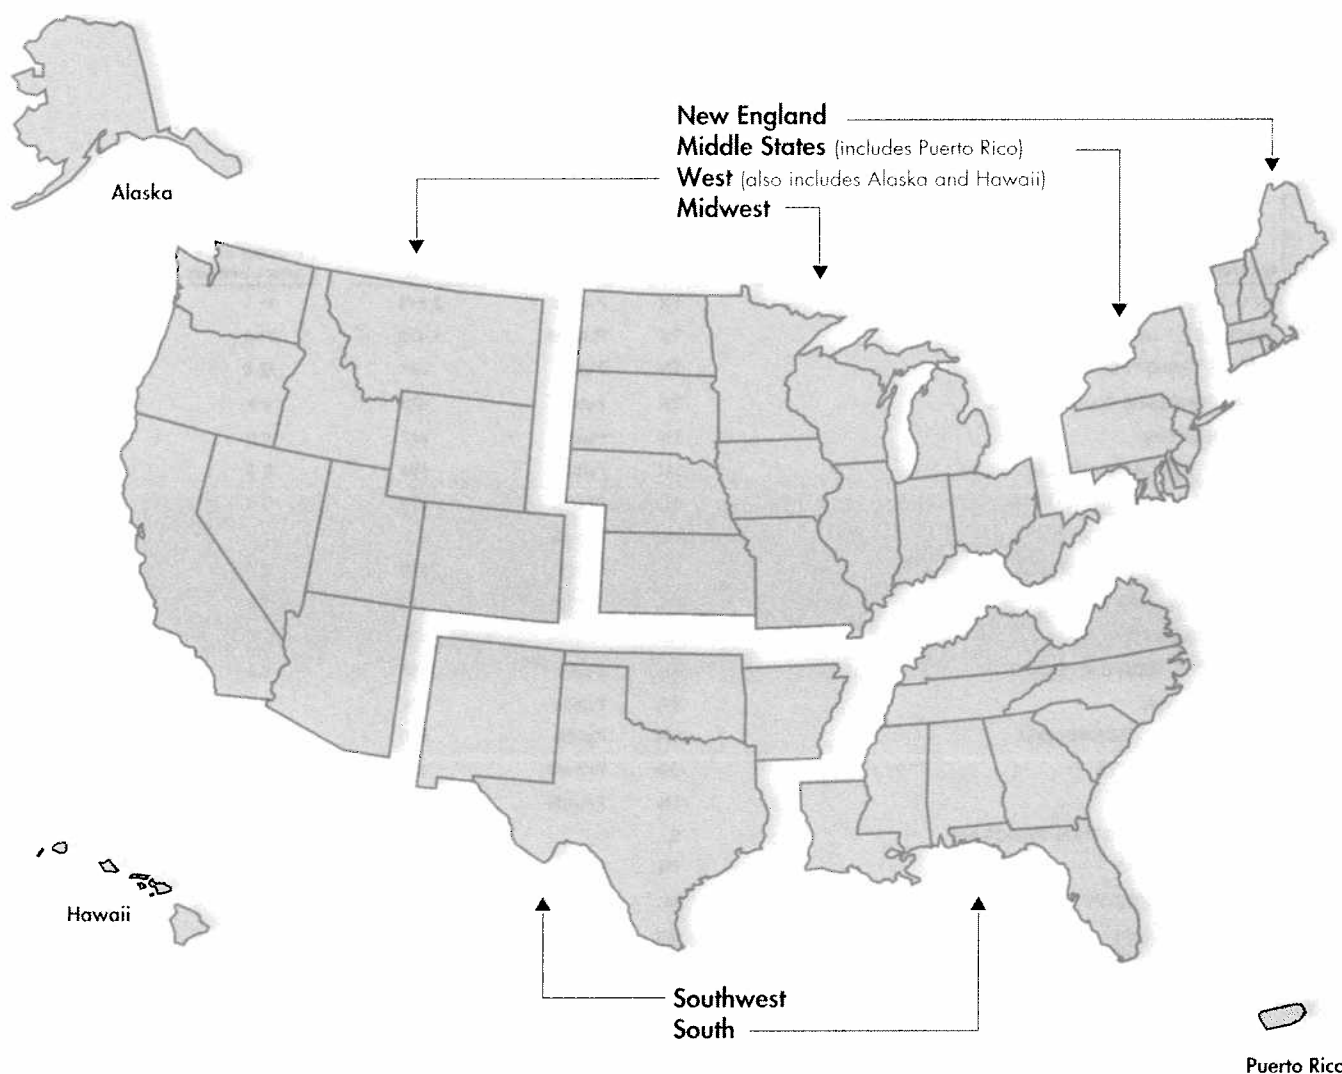 Alaska
New England
Middle States (includes Puerto Rico)
West (also includes Alaska and Hawaii)
Midwest
Hawaii
Southwest
South
Puerto Rico